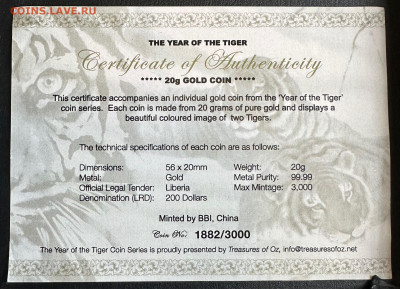 COINS.LAVE.RU
THE YEAR OF THE TIGER
Certificate of Authenticity
***** 20g GOLD COIN *****
This certificate accompanies an individual gold coin from the 'Year of the Tiger'
coin series. Each coin is made from 20 grams of pure gold and displays a
beautiful coloured image of two Tigers.
The technical specifications of each coin are as follows:
Dimensions: 56 x 20mm Weight: 20g
Metal: Gold Metal Purity: 99.99
Official Legal Tender: Liberia Max Mintage: 3,000
Denomination (LRD): 200 Dollars
Minted by BBI, China
Coin No: 1882/3000
The Year of the Tiger Coin Series is proudly presented by Treasures of Oz, info@treasuresofoz.net